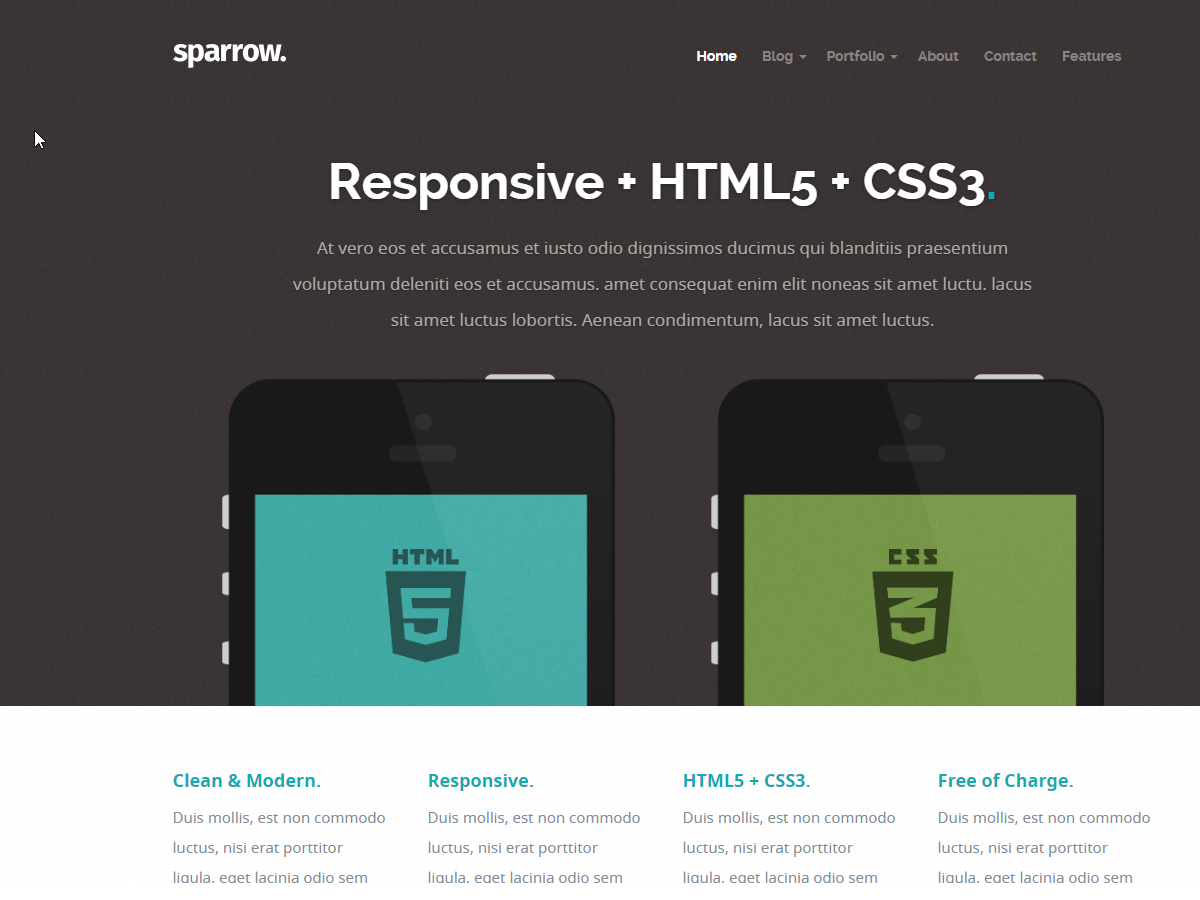 sparrow.
Home Blog Portfolio About Contact Features
Responsive + HTML5 + CSS3.
At vero eos et accusamus et iusto odio dignissimos ducimus qui blanditiis praesentium
voluptatum deleniti eos et accusamus. amet consequat enim elit noneas sit amet luctu. lacus
sit amet luctus lobortis. Aenean condimentum, lacus sit amet luctus.
HTML
5
CSS
3
Clean & Modern.
Duis mollis, est non commodo
luctus, nisi erat porttitor
ligula, eget lacinia odio sem
Responsive.
Duis mollis, est non commodo
luctus, nisi erat porttitor
ligula, eget lacinia odio sem
HTML5 + CSS3.
Duis mollis, est non commodo
luctus, nisi erat porttitor
ligula, eget lacinia odio sem
Free of Charge.
Duis mollis, est non commodo
luctus, nisi erat porttitor
ligula, eget lacinia odio sem